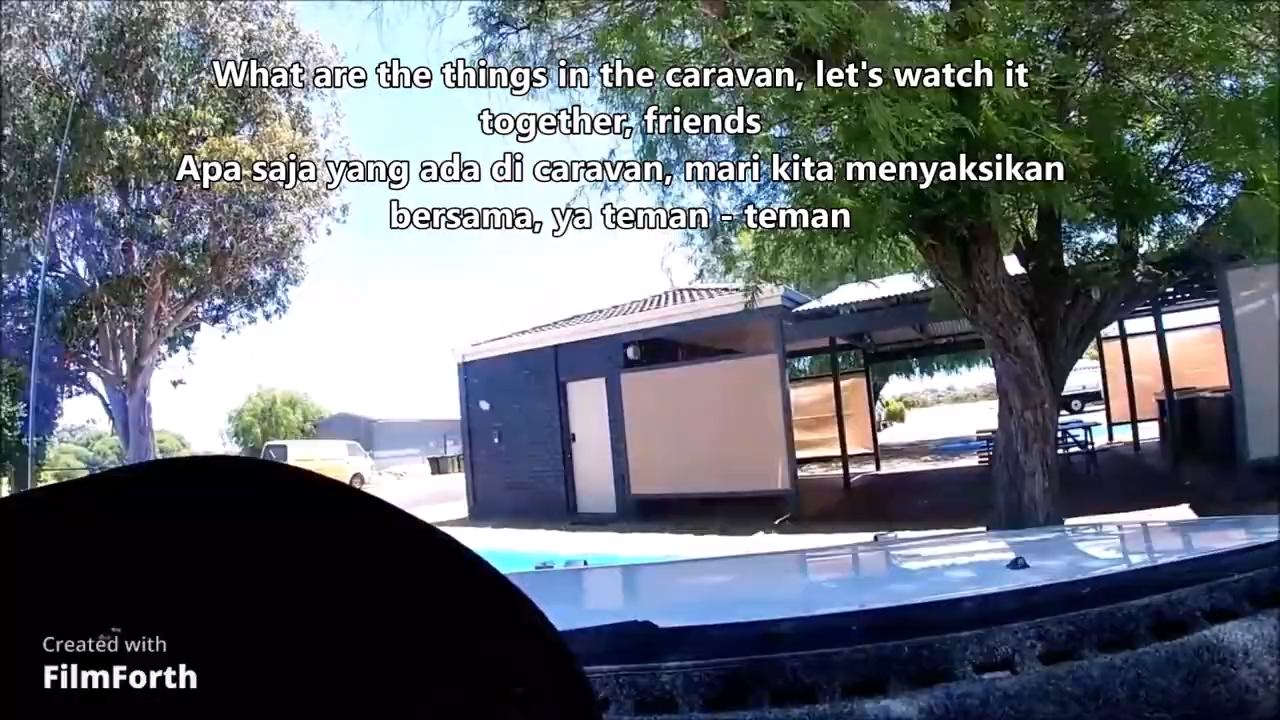 What are the things in the caravan, let's watch it
together, friends
Apa saja yang ada di caravan, mari kita menyaksikan
bersama, ya teman - teman
Created with
FilmForth